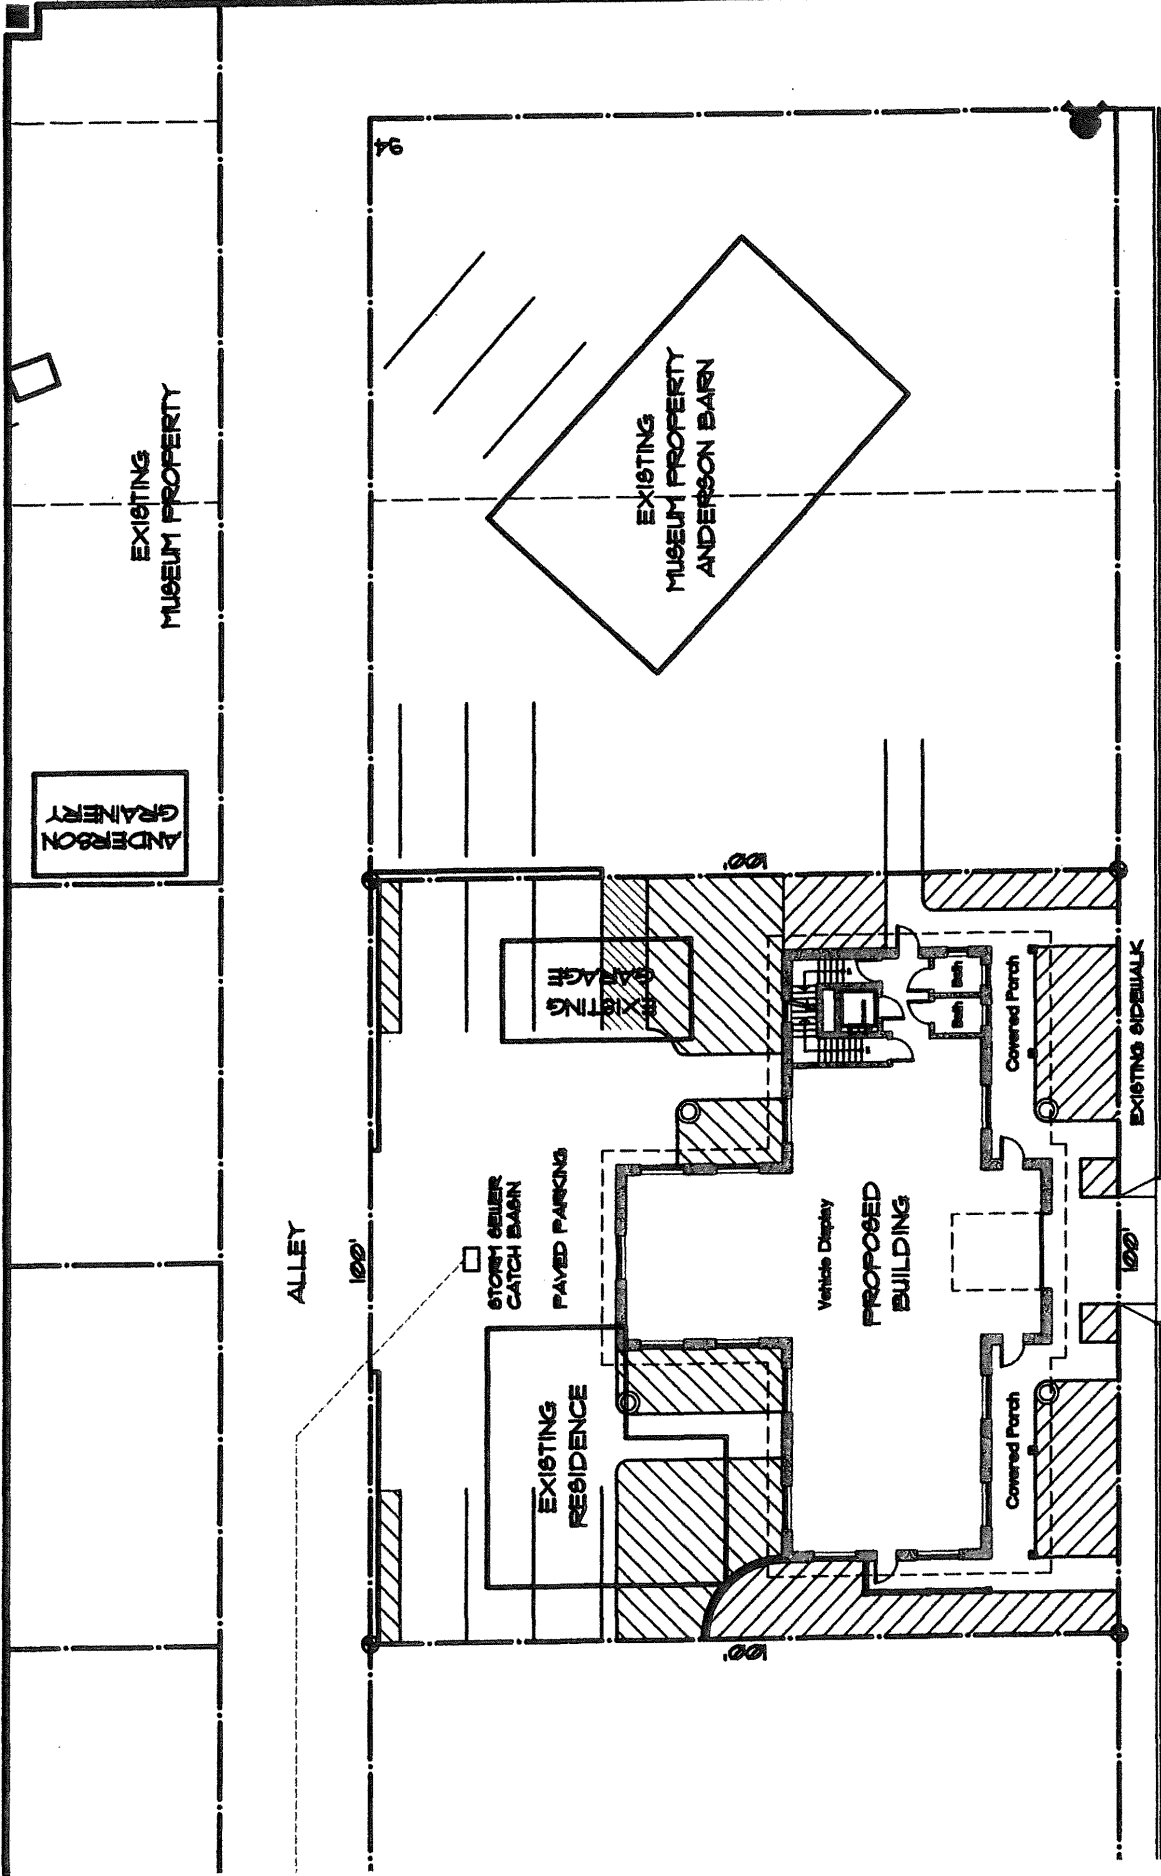 94
EXISTING
MUSEUM PROPERTY
EXISTING
MUSEUM PROPERTY
ANDERSON BARN
ANDERSON
GRAINERY
100'
EXISTING
GARAGE
Bath
Bath
Covered Porch
EXISTING SIDEWALK
ALLEY
100'
STORM SEWER
CATCH BASIN
PAVED PARKING
Vehicle Display
PROPOSED
BUILDING
100'
EXISTING
RESIDENCE
Covered Porch
100'